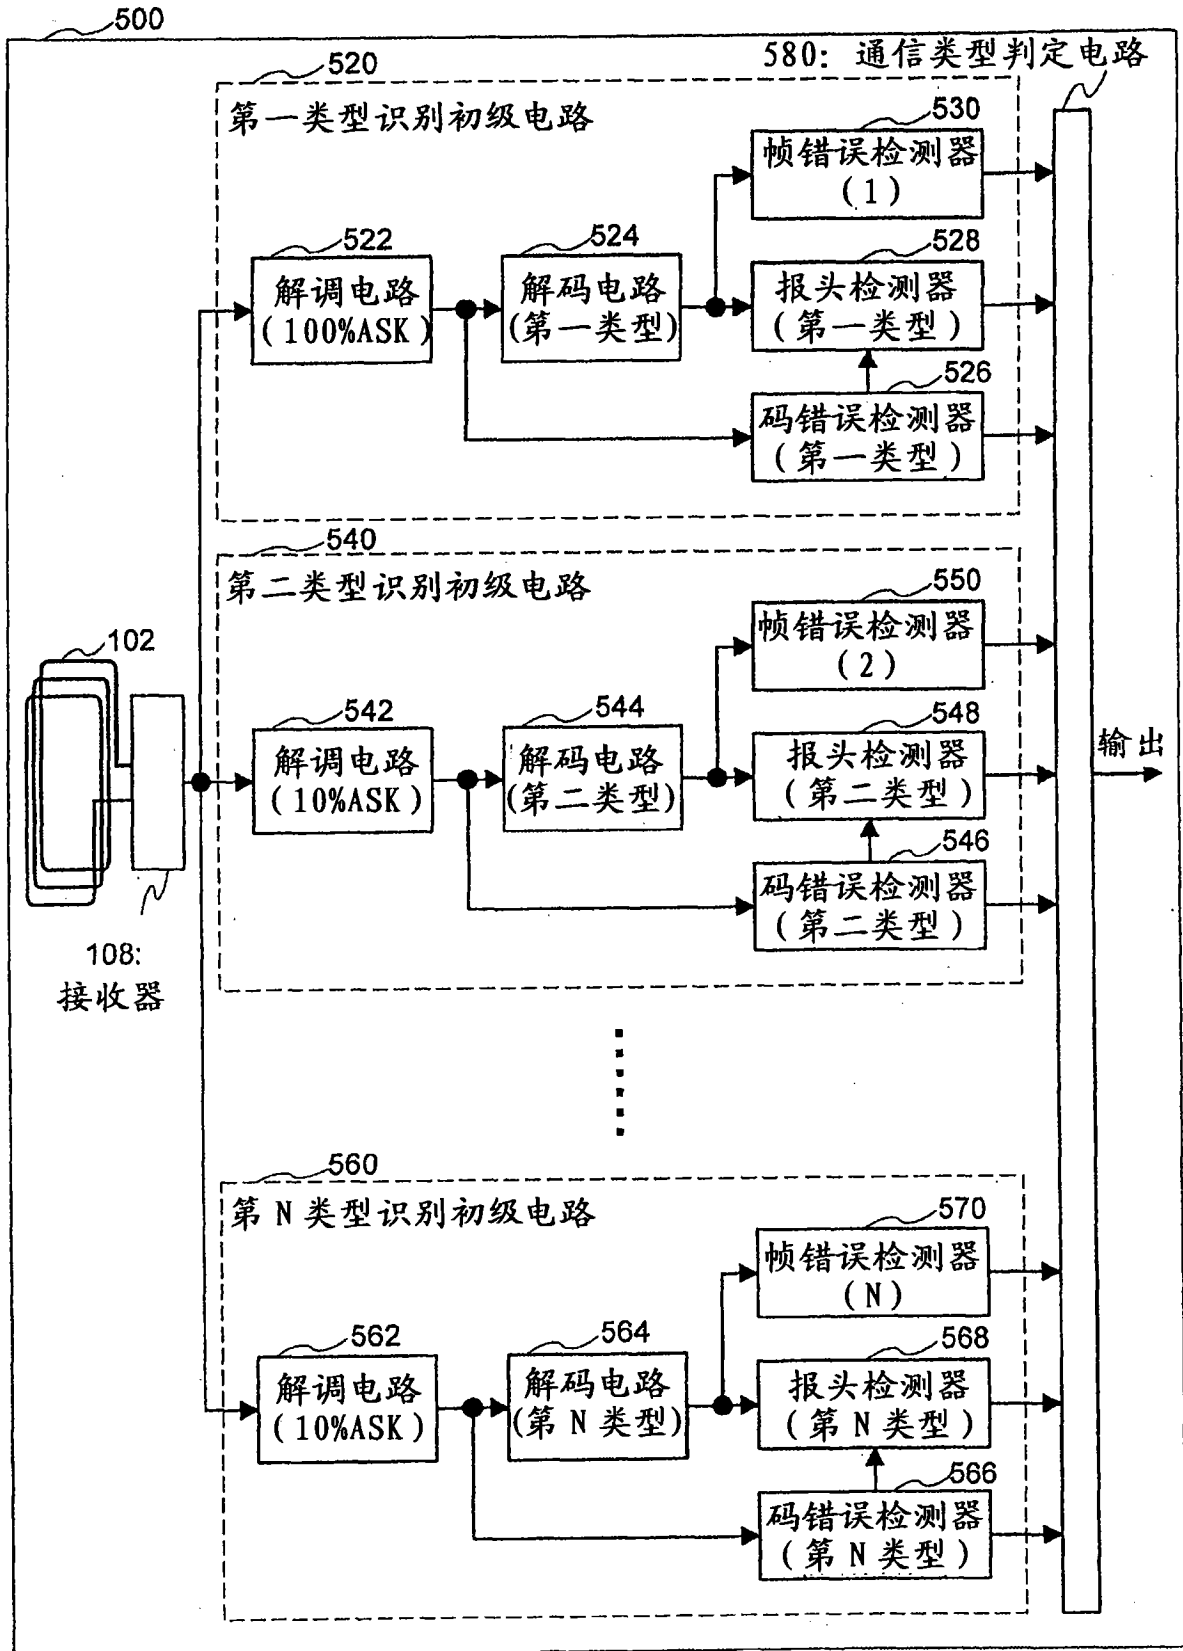 500
580: 通信类型判定电路
520
第一类型识别初级电路
530
帧错误检测器
(1)
522
解调电路
(100%ASK)
524
解码电路
(第一类型)
528
报头检测器
(第一类型)
526
码错误检测器
(第一类型)
540
第二类型识别初级电路
550
帧错误检测器
(2)
102
542
解调电路
(10%ASK)
544
解码电路
(第二类型)
548
报头检测器
(第二类型)
输出
546
码错误检测器
(第二类型)
108:
接收器
560
第 N 类型识别初级电路
570
帧错误检测器
(N)
562
解调电路
(10%ASK)
564
解码电路
(第 N 类型)
568
报头检测器
(第 N 类型)
566
码错误检测器
(第 N 类型)